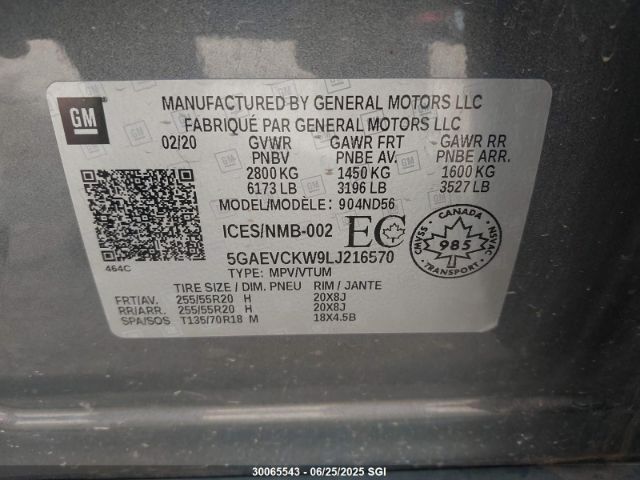 GM
MANUFACTURED BY GENERAL MOTORS LLC
FABRIQUÉ PAR GENERAL MOTORS LLC
02/20 GVWR GAWR FRT GAWR RR
PNBV PNBE AV. PNBE ARR.
2800 KG 1450 KG 1600 KG
6173 LB 3196 LB 3527 LB
MODEL/MODÈLE: 904ND56
ICES/NMB-002 EC
CANADA
CMVSS 985 NSVAC
TRANSPORT
5GAEVCKW9LJ216570
464C TYPE: MPV/VTUM
TIRE SIZE / DIM. PNEU RIM / JANTE
FRT/AV. 255/55R20 H 20X8J
RR/ARR. 255/55R20 H 20X8J
SPA/SOS T135/70R18 M 18X4.5B
30065543 - 06/25/2025 SGI